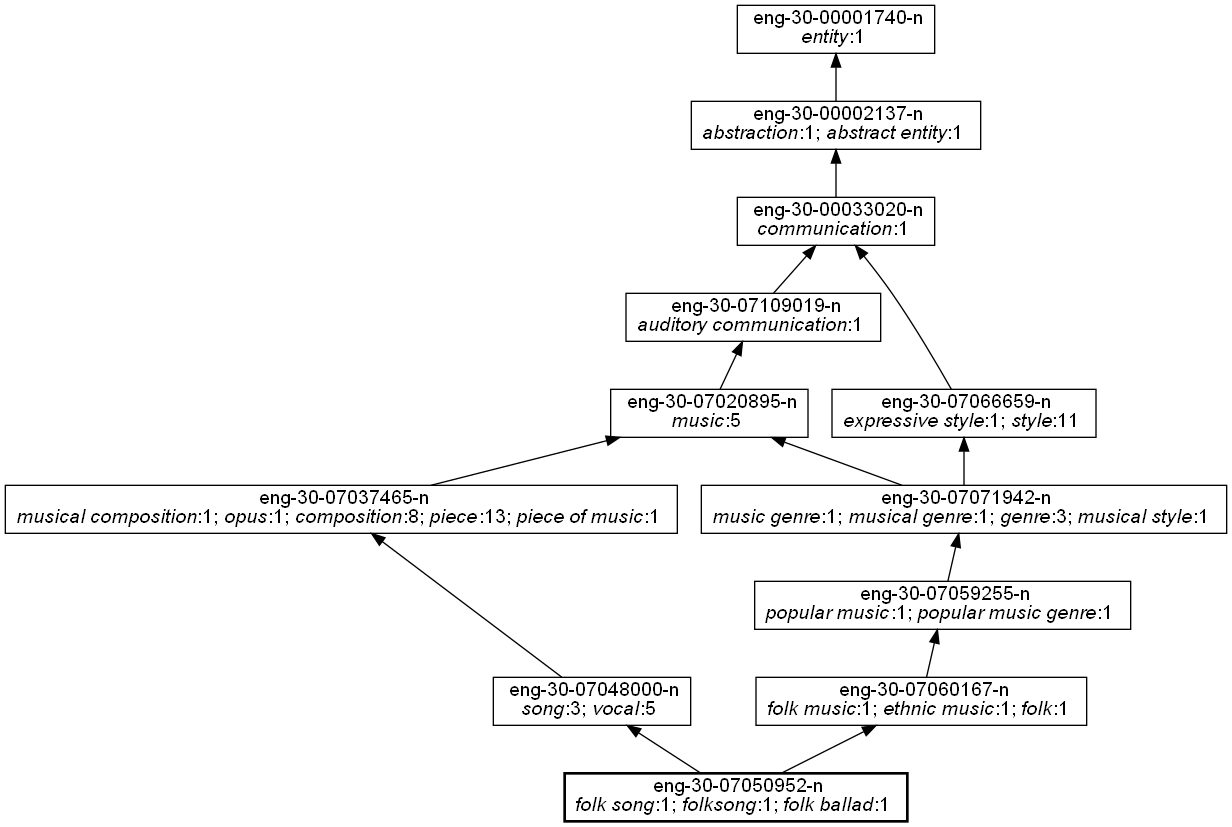 eng-30-00001740-n
entity:1
eng-30-00002137-n
abstraction:1; abstract entity:1
eng-30-00033020-n
communication:1
eng-30-07109019-n
auditory communication:1
eng-30-07020895-n
music:5
eng-30-07066659-n
expressive style:1; style:11
eng-30-07037465-n
musical composition:1; opus:1; composition:8; piece:13; piece of music:1
eng-30-07071942-n
music genre:1; musical genre:1; genre:3; musical style:1
eng-30-07059255-n
popular music:1; popular music genre:1
eng-30-07048000-n
song:3; vocal:5
eng-30-07060167-n
folk music:1; ethnic music:1; folk:1
eng-30-07050952-n
folk song:1; folksong:1; folk ballad:1